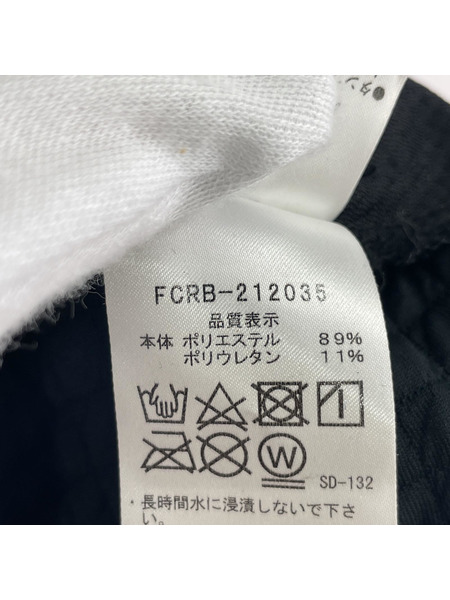 ●タン
FCRB-212035
品質表示
本体 ポリエステル 89%
ポリウレタン 11%
W
SD-132
・長時間水に浸漬しないで下さ
い。